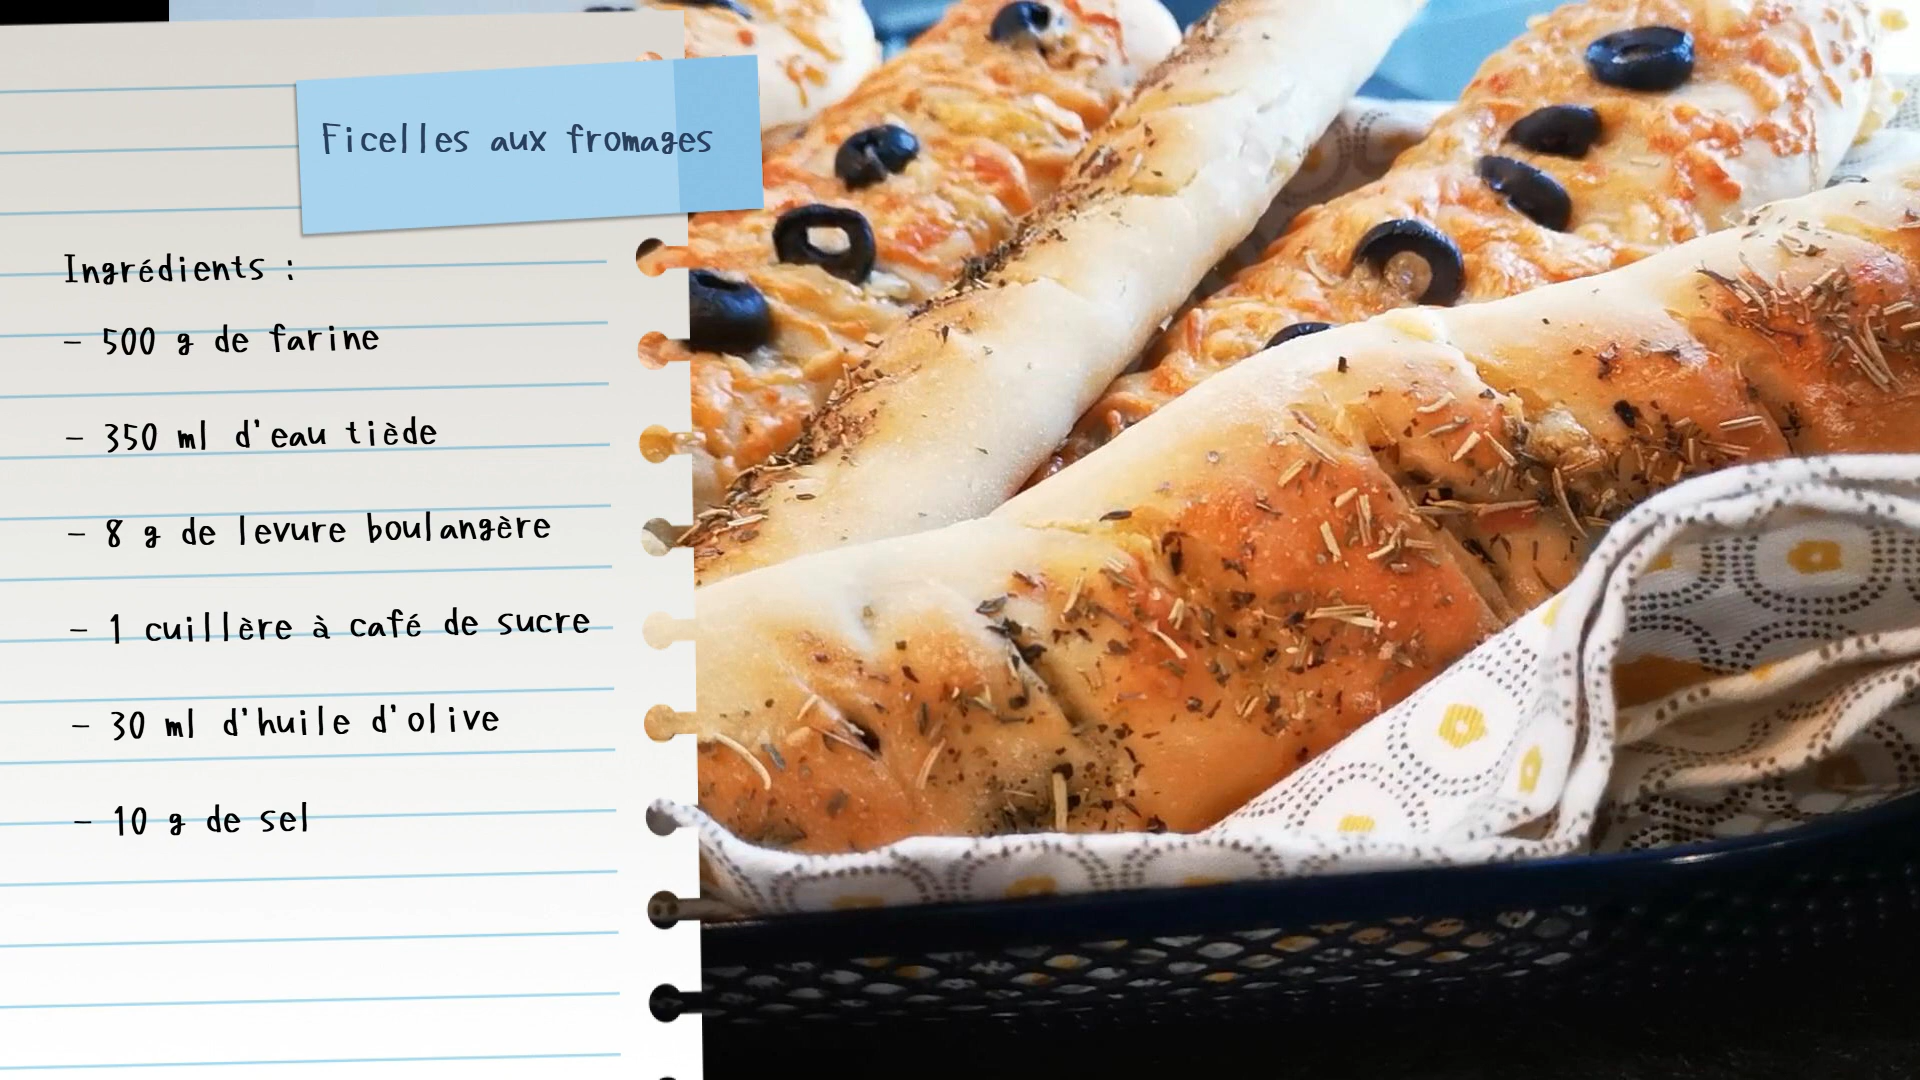 Ficelles aux fromages
Ingrédients :
- 500 g de farine
- 350 ml d'eau tiède
- 8 g de levure boulangère
- 1 cuillère à café de sucre
- 30 ml d'huile d'olive
- 10 g de sel